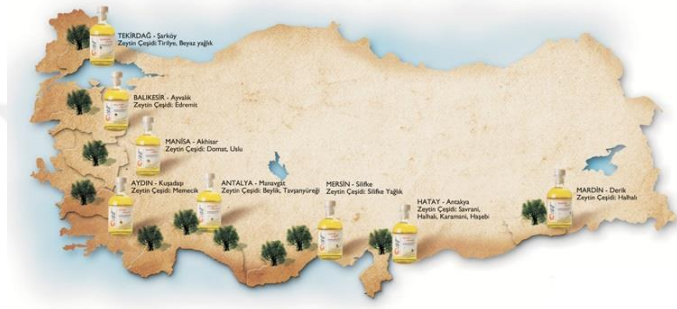 TEKİRDAĞ - Şarköy
Zeytin Çeşidi: Tirilye, Beyaz yağlık
BALIKESİR - Ayvalık
Zeytin Çeşidi: Edremit
MANİSA - Akhisar
Zeytin Çeşidi: Domat, Uslu
AYDIN - Kuşadası
Zeytin Çeşidi: Memecik
ANTALYA - Manavgat
Zeytin Çeşidi: Beylik, Tavşanyüreği
MERSİN - Silifke
Zeytin Çeşidi: Silifke Yağlık
HATAY - Antakya
Zeytin Çeşidi: Savrani,
Halhalı, Karamani, Haşebi
MARDİN - Derik
Zeytin Çeşidi: Halhalı